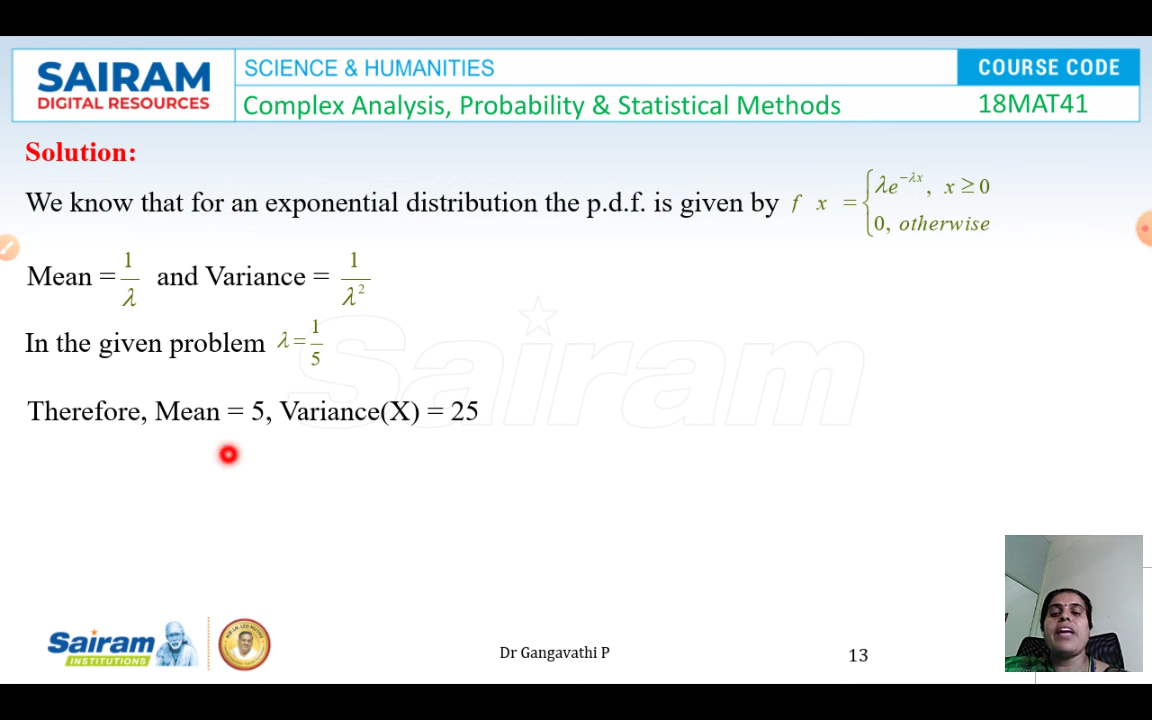 SAIRAM
DIGITAL RESOURCES
SCIENCE & HUMANITIES
COURSE CODE
Complex Analysis, Probability & Statistical Methods
18MAT41
Solution:
We know that for an exponential distribution the p.d.f. is given by f x = { λe^{−λx}, x ≥ 0
0, otherwise
Mean = 1/λ and Variance = 1/λ²
In the given problem λ = 1/5
Therefore, Mean = 5, Variance(X) = 25
Sairam
Sairam
INSTITUTIONS
Dr Gangavathi P
13